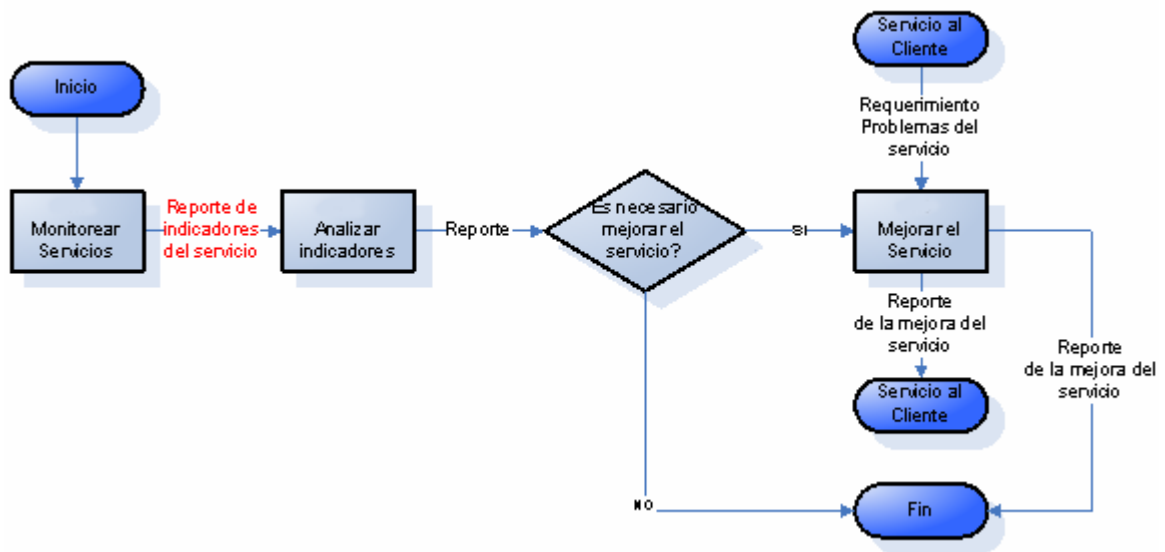 Inicio
Monitorear
Servicios
Reporte de
indicadores
del servicio
Analizar
indicadores
Reporte
Es necesario
mejorar el
servicio?
SI
NO
Servicio al
Cliente
Requerimiento
Problemas del
servicio
Mejorar el
Servicio
Reporte
de la mejora del
servicio
Servicio al
Cliente
Reporte
de la mejora del
servicio
Fin